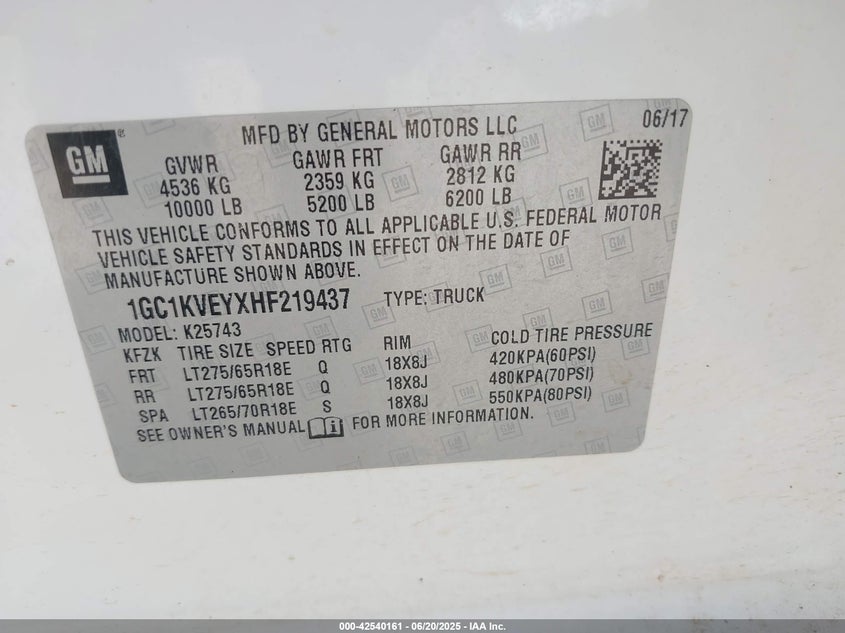 GM ® MFD BY GENERAL MOTORS LLC 06/17
GVWR GAWR FRT GAWR RR
4536 KG 2359 KG 2812 KG
10000 LB 5200 LB 6200 LB
THIS VEHICLE CONFORMS TO ALL APPLICABLE U.S. FEDERAL MOTOR
VEHICLE SAFETY STANDARDS IN EFFECT ON THE DATE OF
MANUFACTURE SHOWN ABOVE.
1GC1KVEYXHF219437 TYPE: TRUCK
MODEL: K25743
KFZK TIRE SIZE SPEED RTG RIM COLD TIRE PRESSURE
FRT LT275/65R18E Q 18X8J 420KPA(60PSI)
RR LT275/65R18E Q 18X8J 480KPA(70PSI)
SPA LT265/70R18E S 18X8J 550KPA(80PSI)
SEE OWNER'S MANUAL FOR MORE INFORMATION.
000-42540161 - 06/20/2025 - IAA Inc.